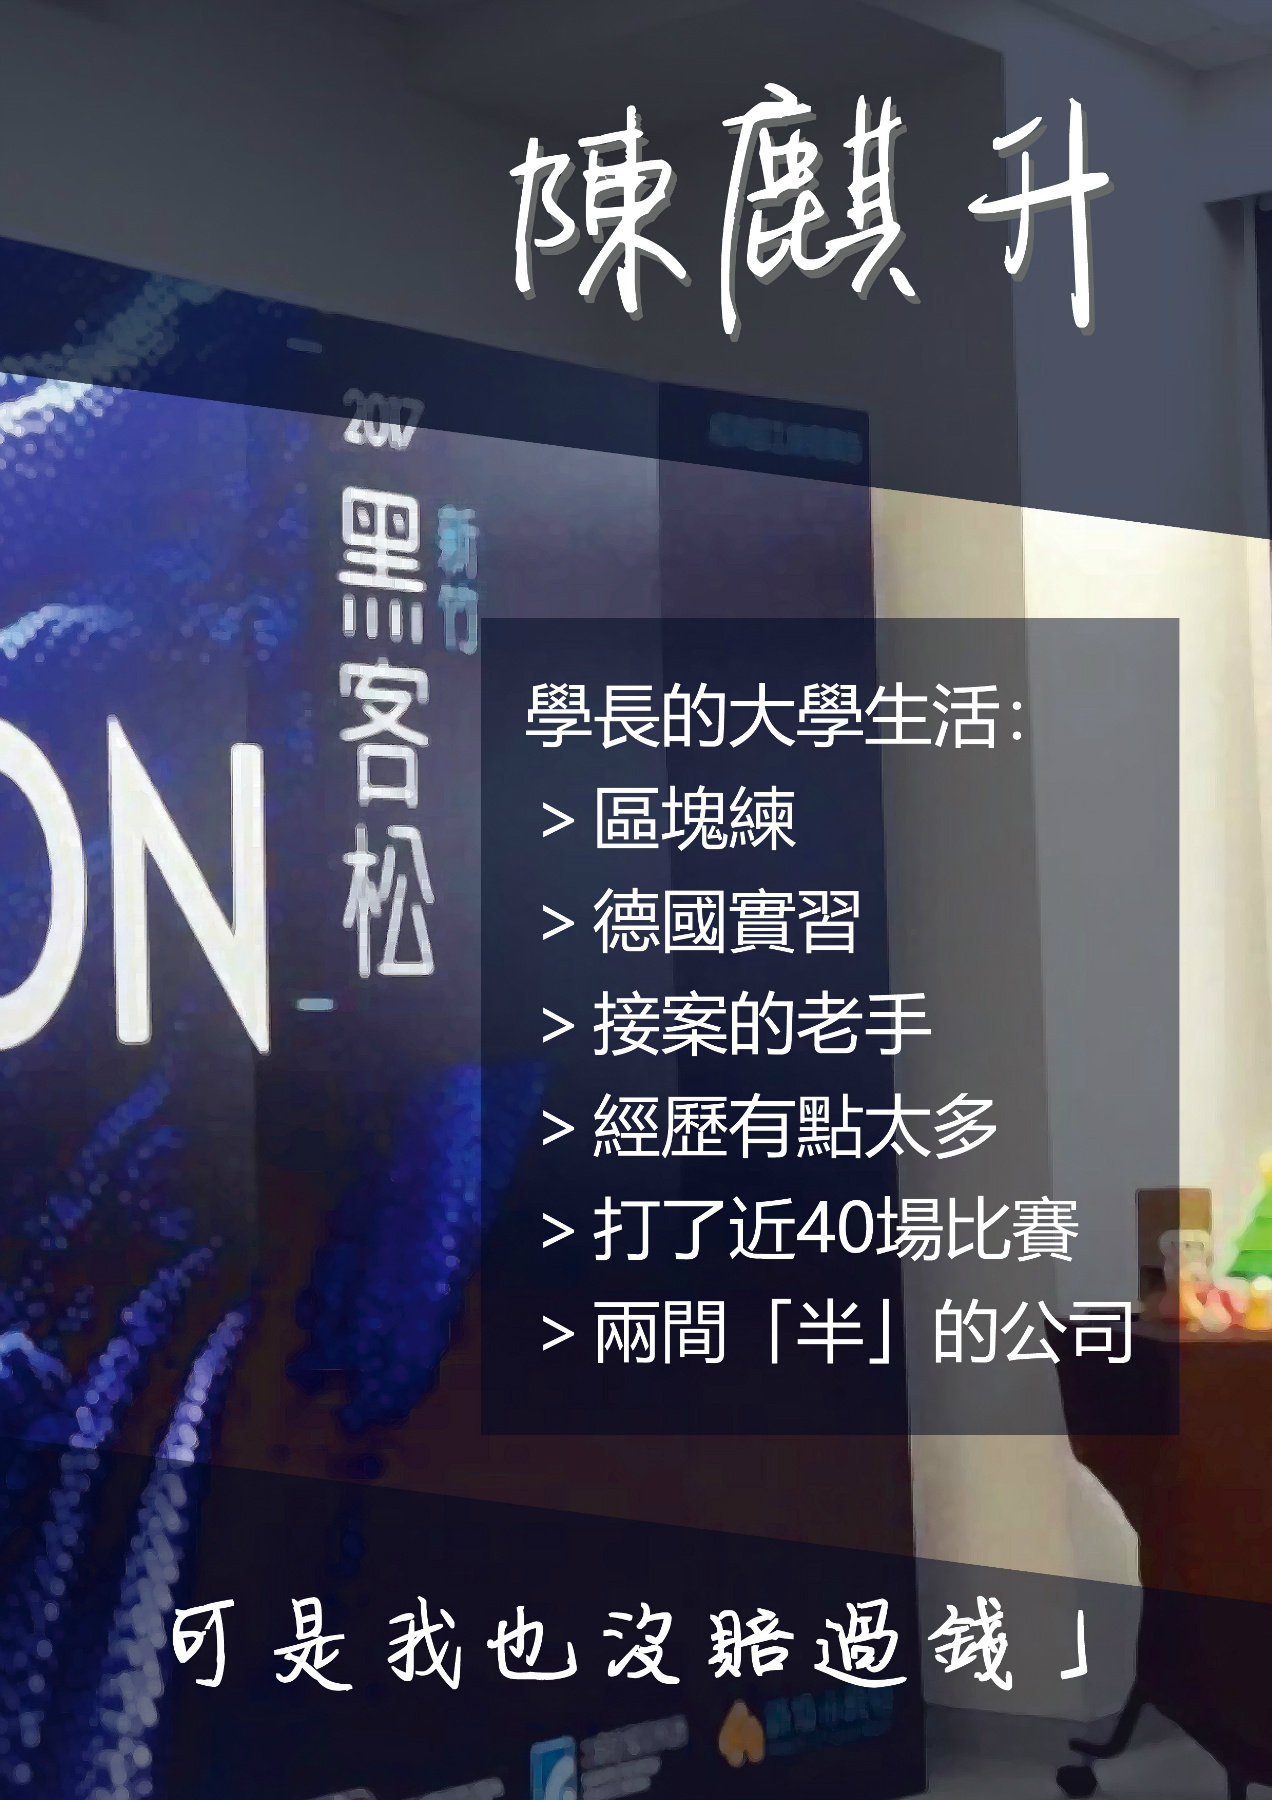 陳麒升
2017
黑客松
新竹
ON
學長的大學生活：
> 區塊練
> 德國實習
> 接案的老手
> 經歷有點太多
> 打了近40場比賽
> 兩間「半」的公司
可是我也沒賠過錢」